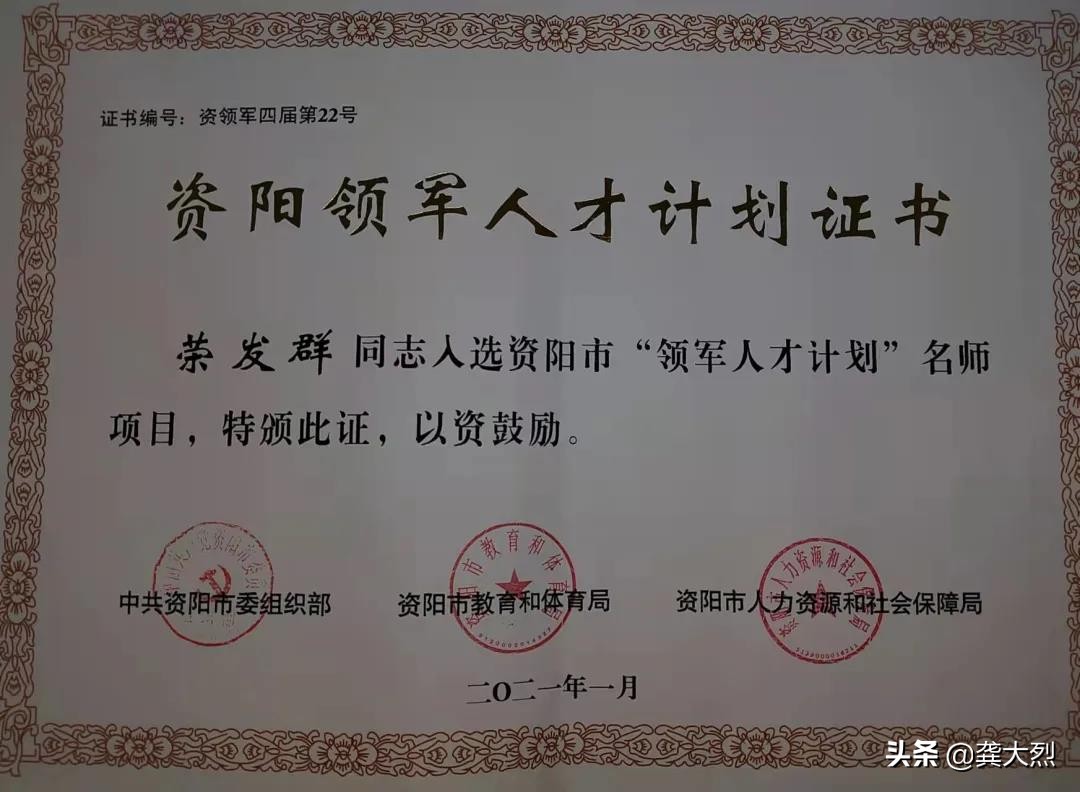 证书编号：资领军四届第22号
资阳领军人才计划证书
荣发群 同志入选资阳市“领军人才计划”名师
项目，特颁此证，以资鼓励。
中共资阳市委组织部 资阳市教育和体育局 资阳市人力资源和社会保障局
二〇二一年一月
头条 @龚大烈